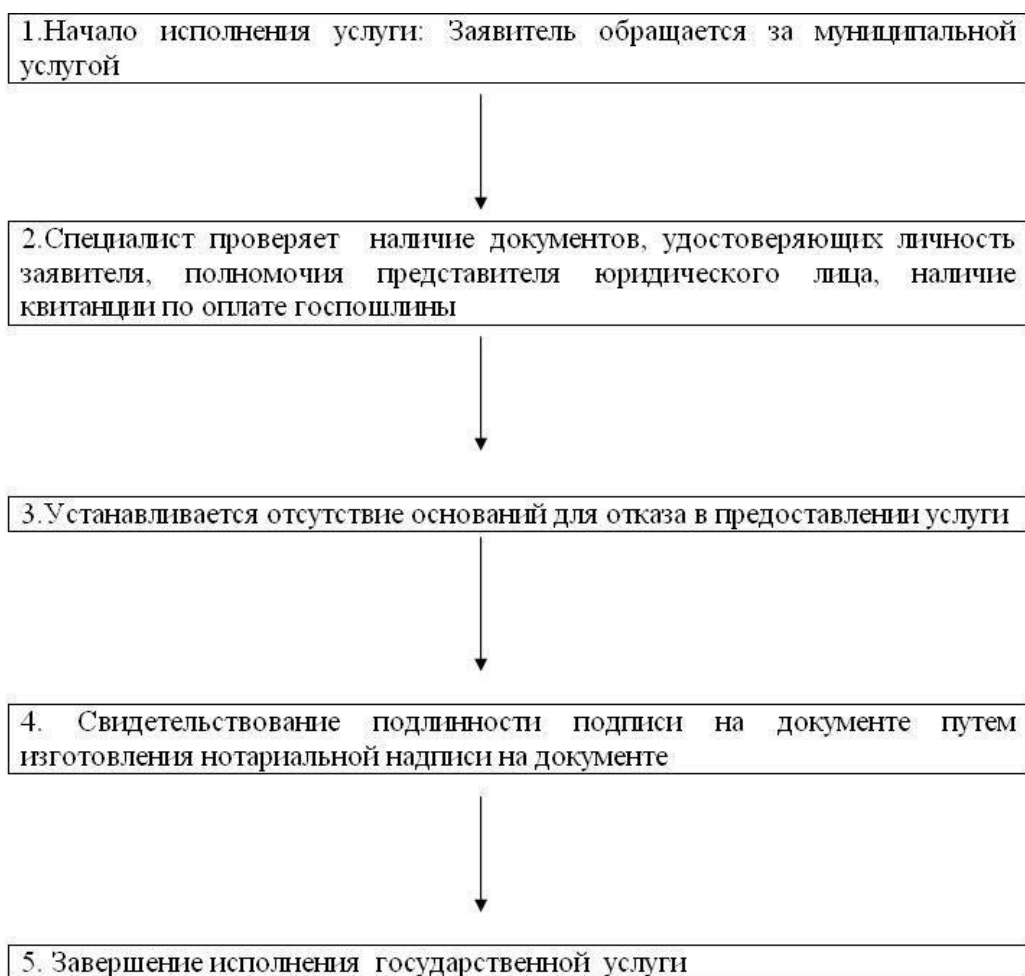 1.Начало исполнения услуги: Заявитель обращается за муниципальной
услугой
2.Специалист проверяет наличие документов, удостоверяющих личность
заявителя, полномочия представителя юридического лица, наличие
квитанции по оплате госпошлины
3.Устанавливается отсутствие оснований для отказа в предоставлении услуги
4. Свидетельствование подлинности подписи на документе путем
изготовления нотариальной надписи на документе
5. Завершение исполнения государственной услуги